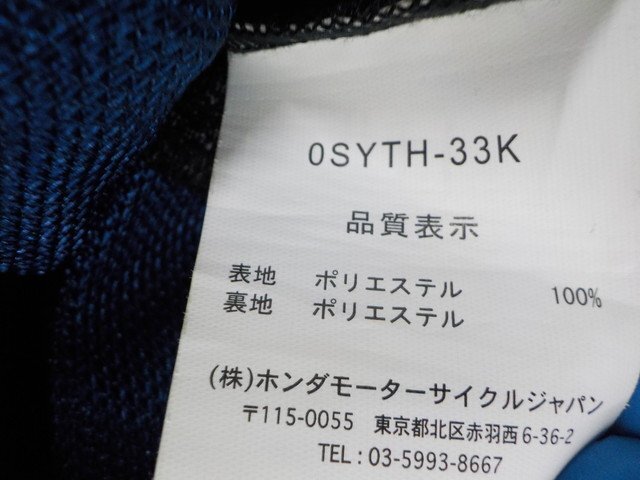 0SYTH-33K
品質表示
表地 ポリエステル 100%
裏地 ポリエステル
(株)ホンダモーターサイクルジャパン
〒115-0055 東京都北区赤羽西6-36-2
TEL:03-5993-8667